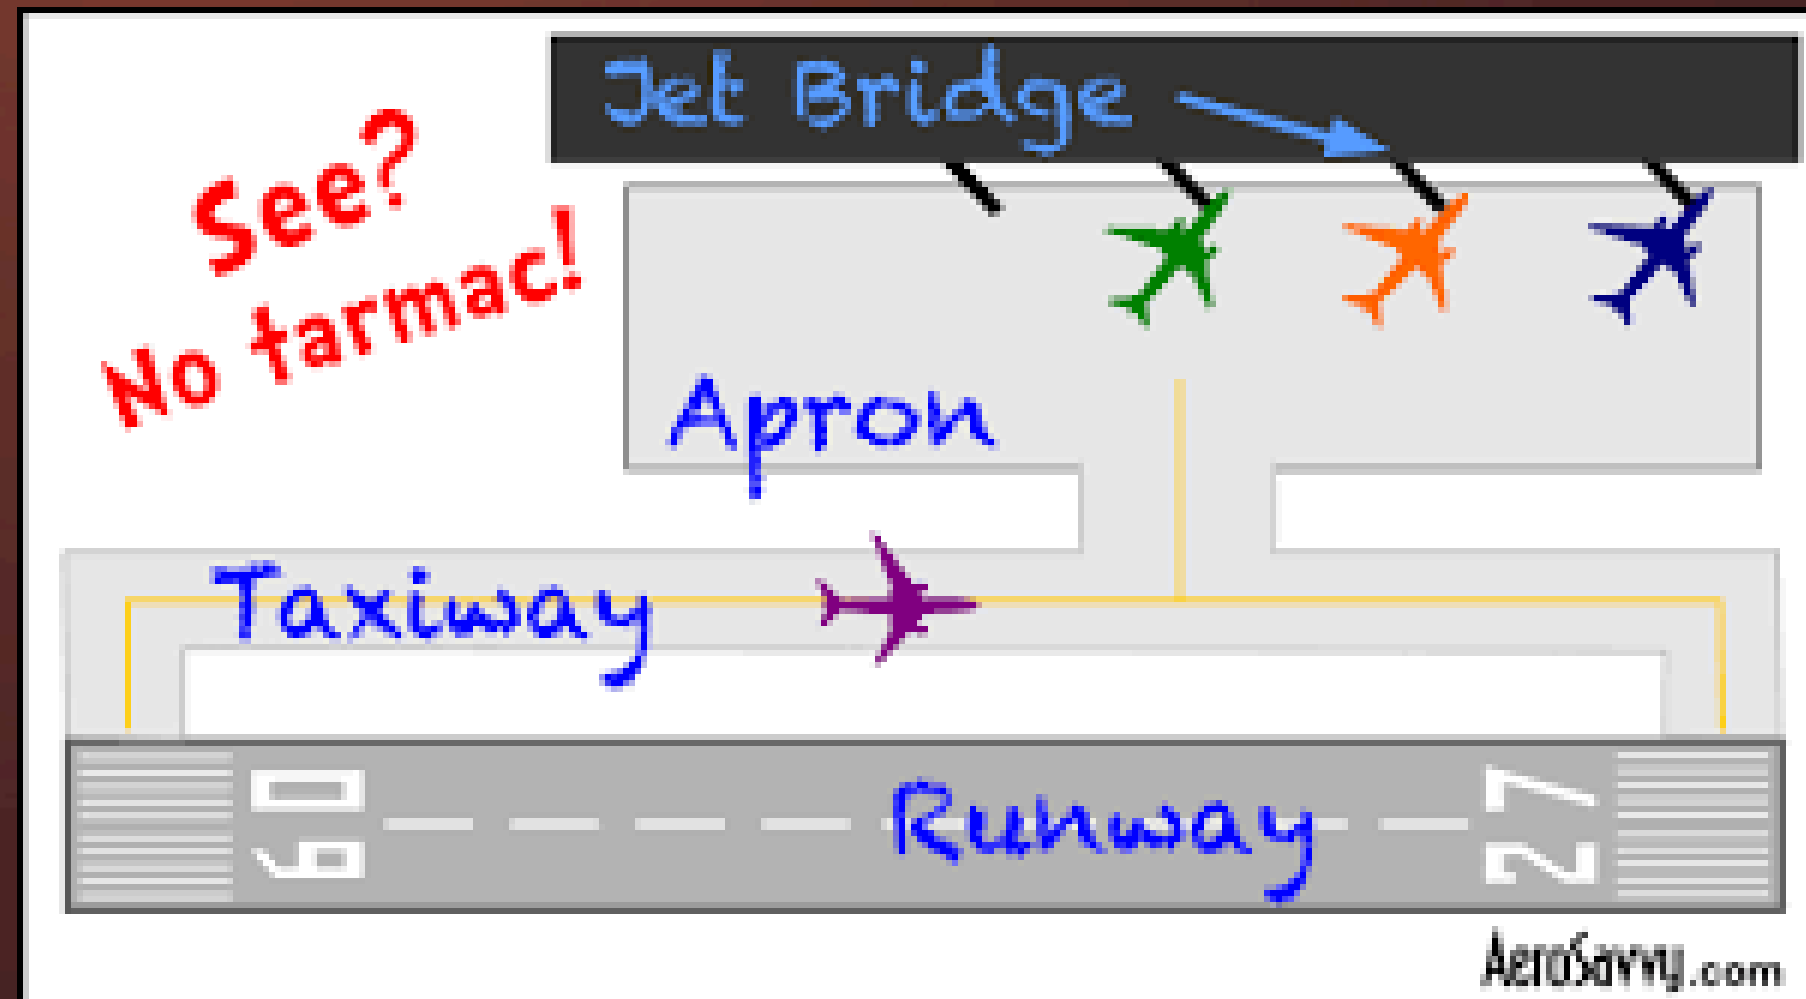 Jet Bridge
See?
No tarmac!
Apron
Taxiway
09
Runway
27
AeroSavvy.com